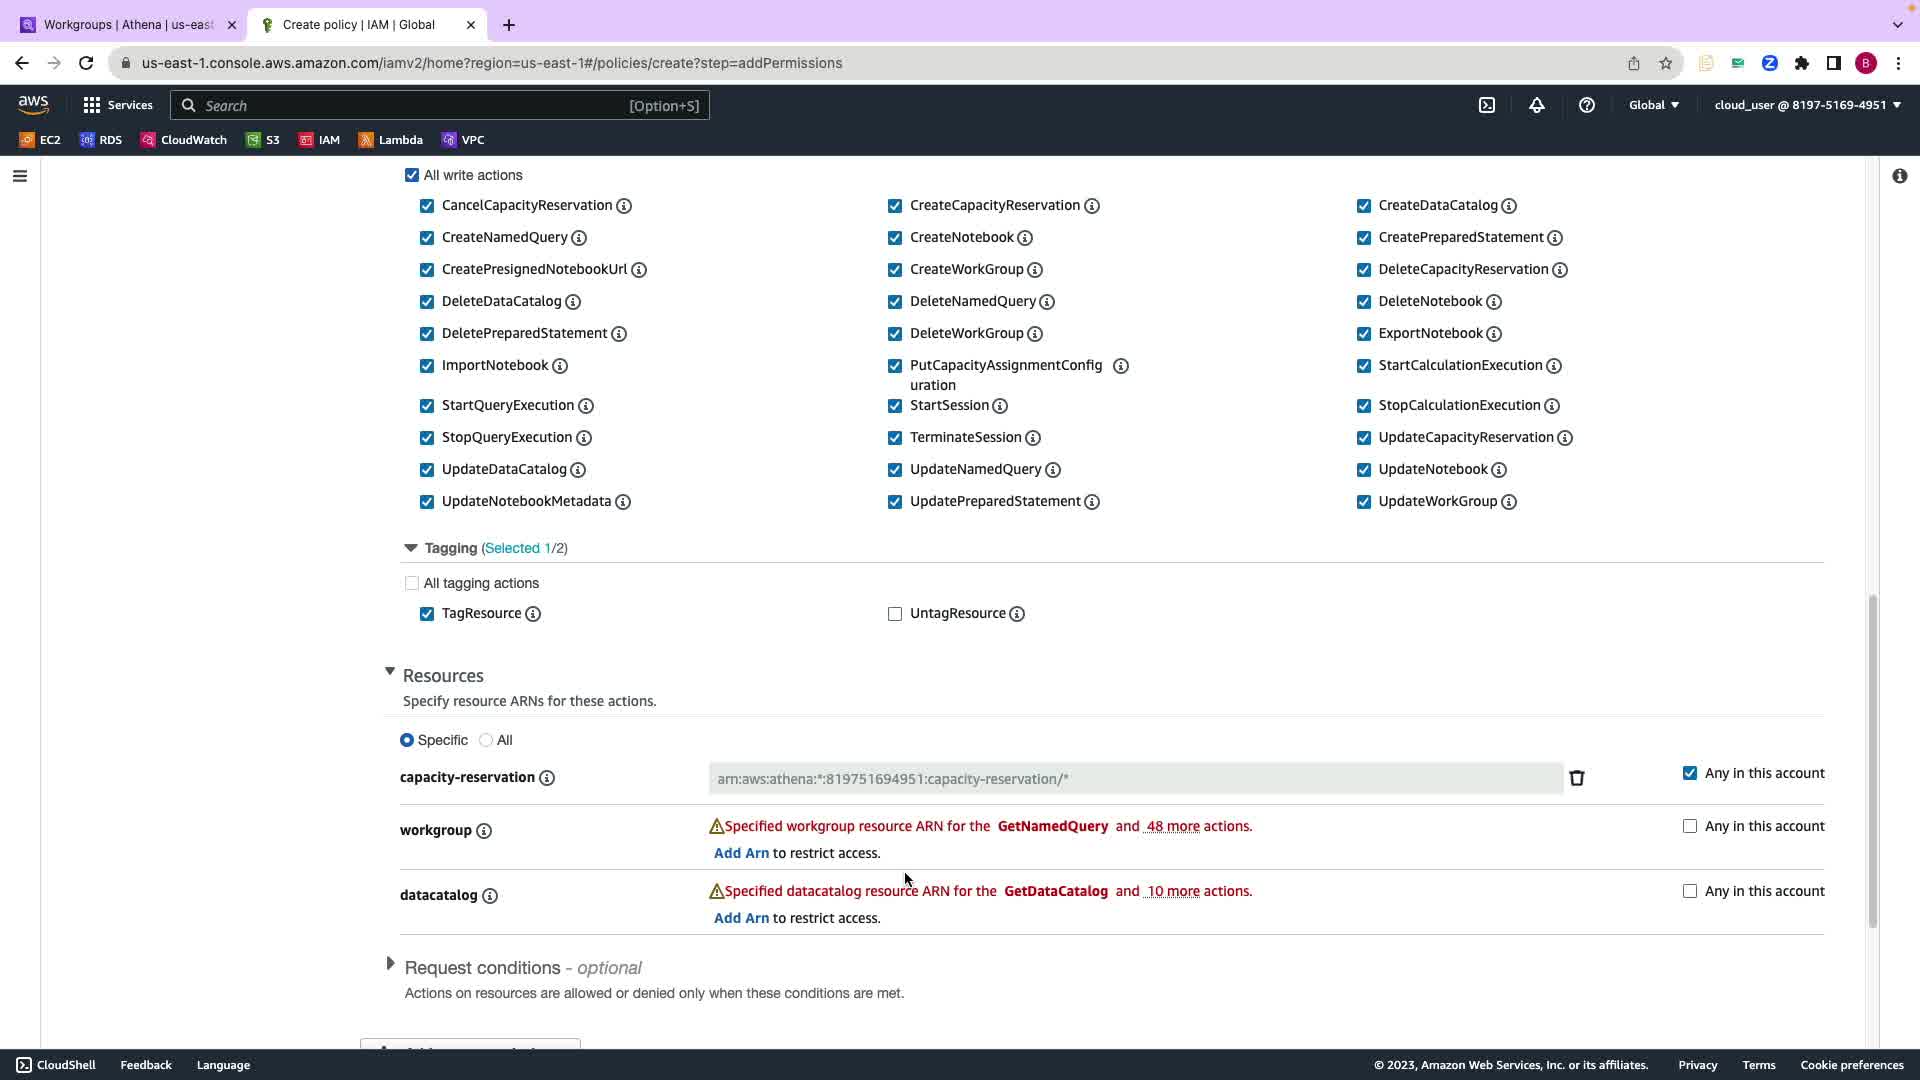 Workgroups | Athena | us-east
Create policy | IAM | Global
us-east-1.console.aws.amazon.com/iamv2/home?region=us-east-1#/policies/create?step=addPermissions
B
aws
Services
Search
[Option+S]
Global
cloud_user @ 8197-5169-4951
EC2
RDS
CloudWatch
S3
IAM
Lambda
VPC
All write actions
CancelCapacityReservation
CreateCapacityReservation
CreateDataCatalog
CreateNamedQuery
CreateNotebook
CreatePreparedStatement
CreatePresignedNotebookUrl
CreateWorkGroup
DeleteCapacityReservation
DeleteDataCatalog
DeleteNamedQuery
DeleteNotebook
DeletePreparedStatement
DeleteWorkGroup
ExportNotebook
ImportNotebook
PutCapacityAssignmentConfig
uration
StartCalculationExecution
StartQueryExecution
StartSession
StopCalculationExecution
StopQueryExecution
TerminateSession
UpdateCapacityReservation
UpdateDataCatalog
UpdateNamedQuery
UpdateNotebook
UpdateNotebookMetadata
UpdatePreparedStatement
UpdateWorkGroup
Tagging (Selected 1/2)
All tagging actions
TagResource
UntagResource
Resources
Specify resource ARNs for these actions.
Specific
All
capacity-reservation
arn:aws:athena:*:819751694951:capacity-reservation/*
Any in this account
workgroup
Specified workgroup resource ARN for the GetNamedQuery and 48 more actions.
Any in this account
Add Arn to restrict access.
datacatalog
Specified datacatalog resource ARN for the GetDataCatalog and 10 more actions.
Any in this account
Add Arn to restrict access.
Request conditions - optional
Actions on resources are allowed or denied only when these conditions are met.
CloudShell
Feedback
Language
© 2023, Amazon Web Services, Inc. or its affiliates.
Privacy
Terms
Cookie preferences